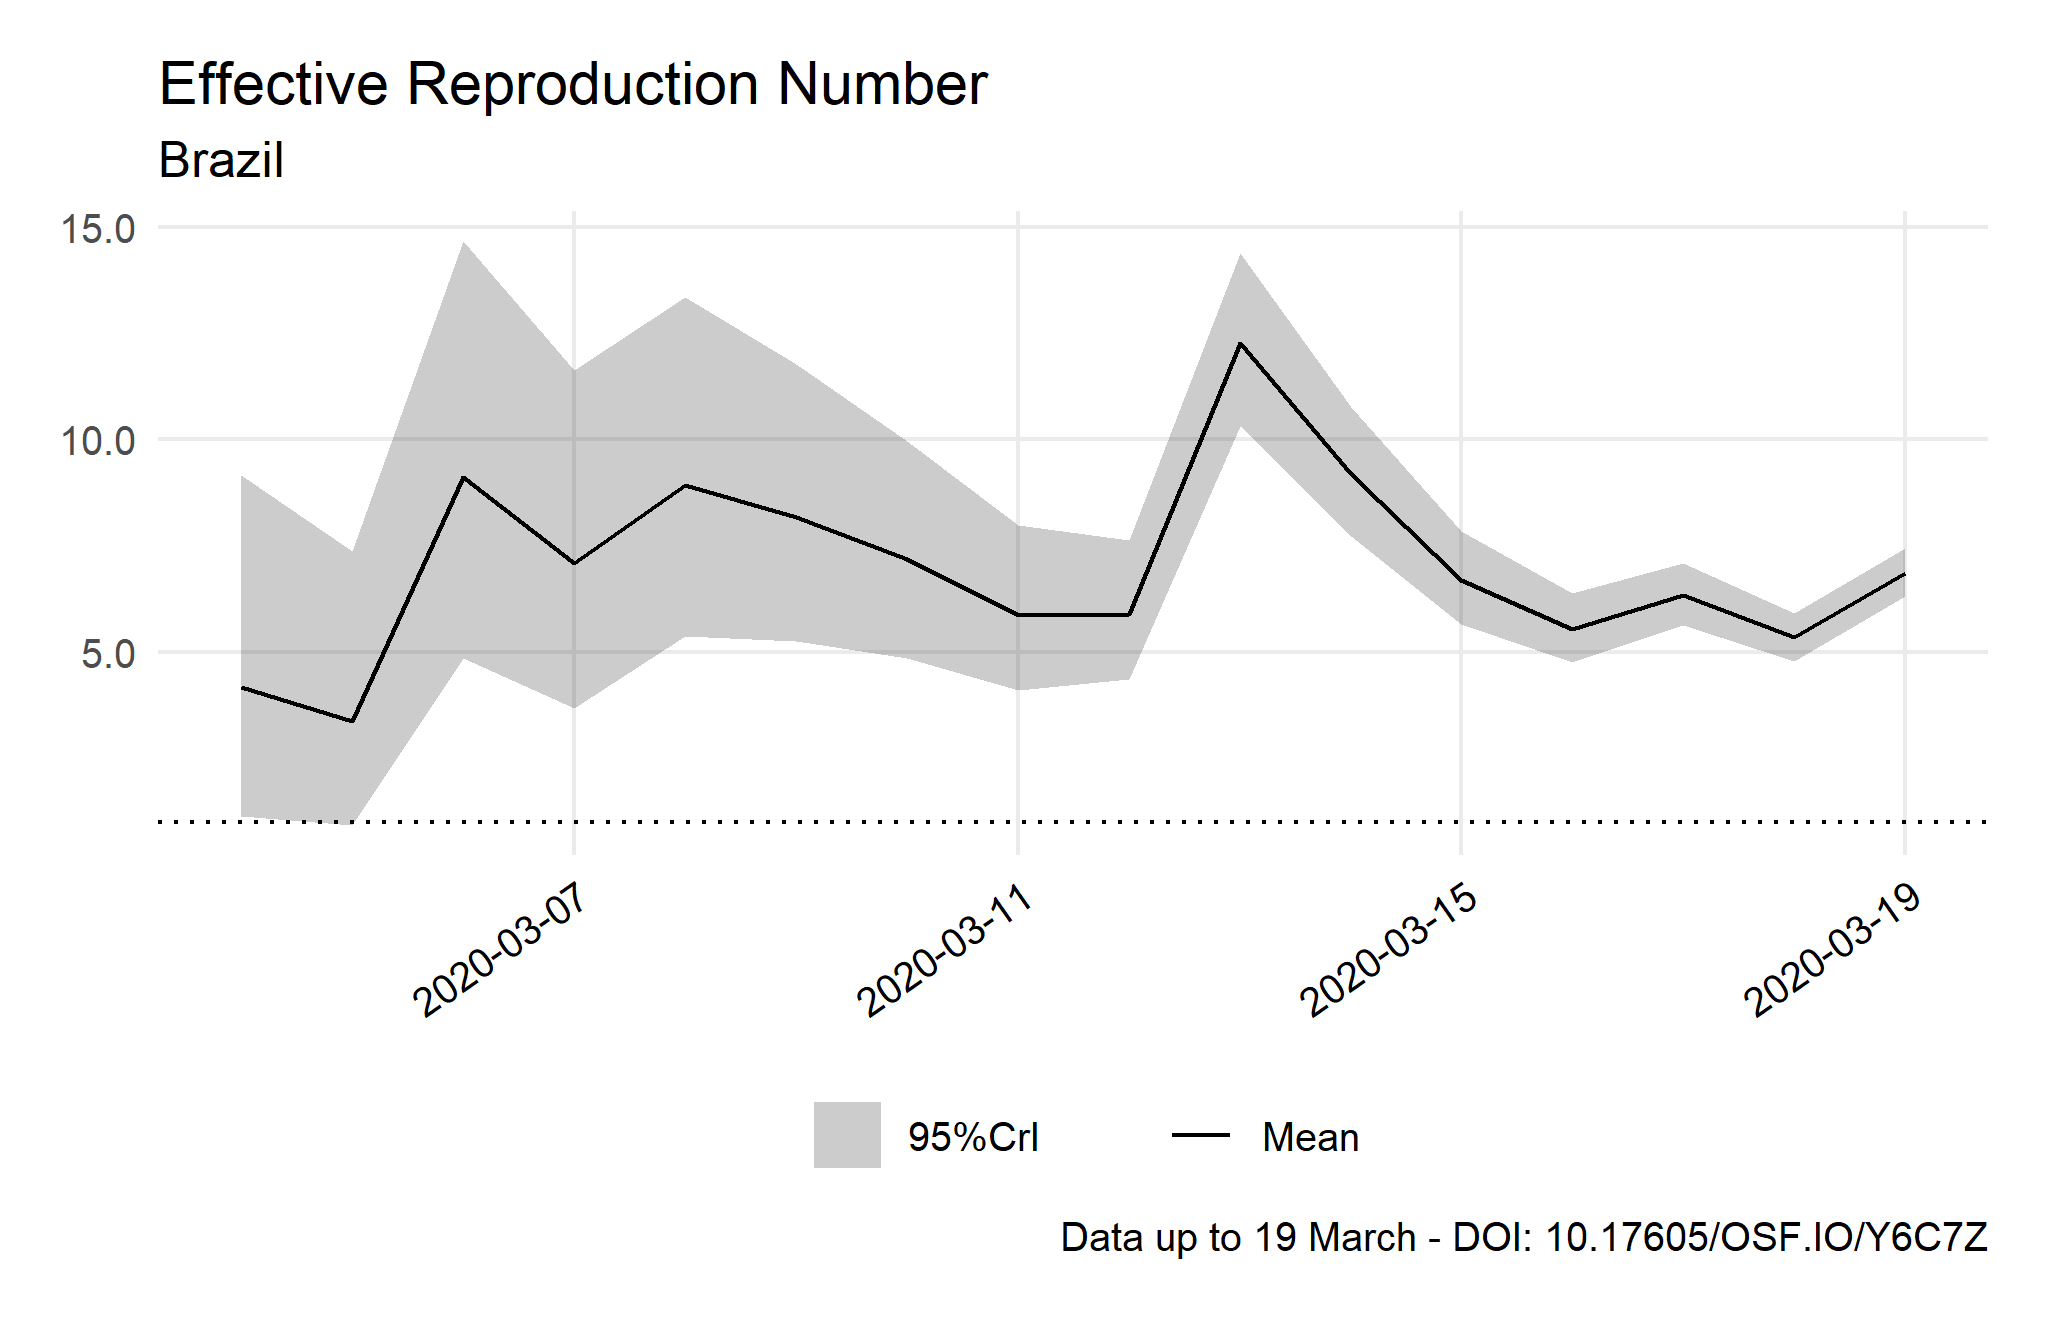 Effective Reproduction Number
Brazil
15.0
10.0
5.0
2020-03-07
2020-03-11
2020-03-15
2020-03-19
95%CrI
Mean
Data up to 19 March - DOI: 10.17605/OSF.IO/Y6C7Z